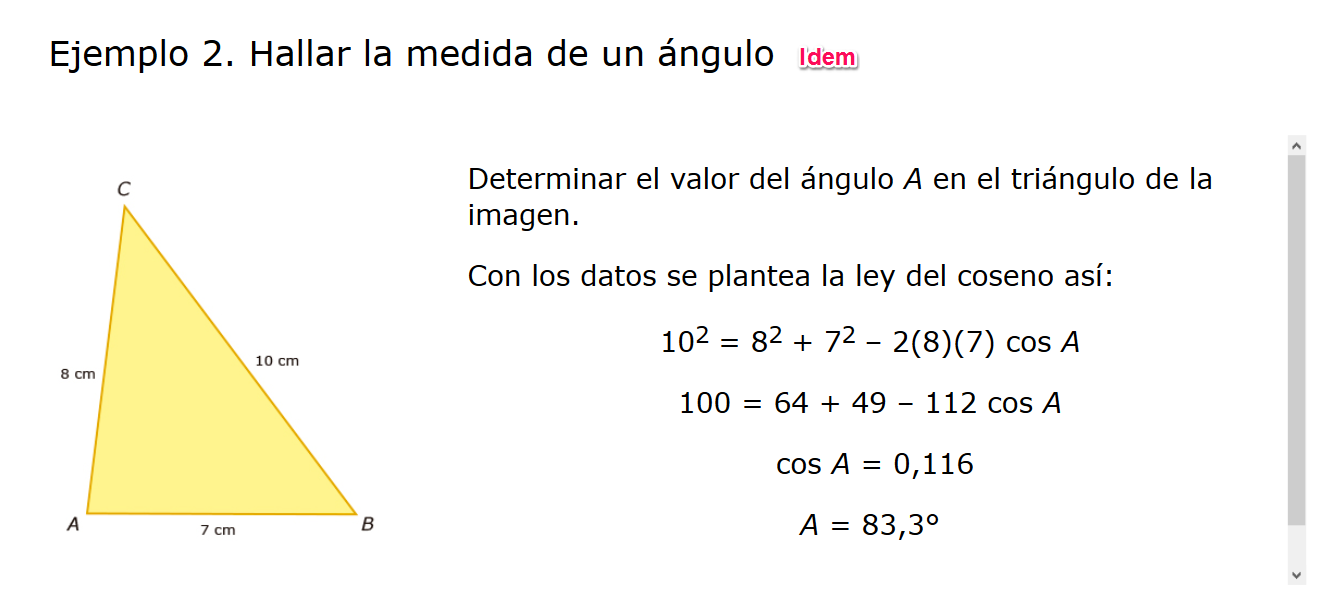 Ejemplo 2. Hallar la medida de un ángulo Idem
C
8 cm
10 cm
A
7 cm
B
Determinar el valor del ángulo A en el triángulo de la
imagen.
Con los datos se plantea la ley del coseno así:
10² = 8² + 7² – 2(8)(7) cos A
100 = 64 + 49 – 112 cos A
cos A = 0,116
A = 83,3°